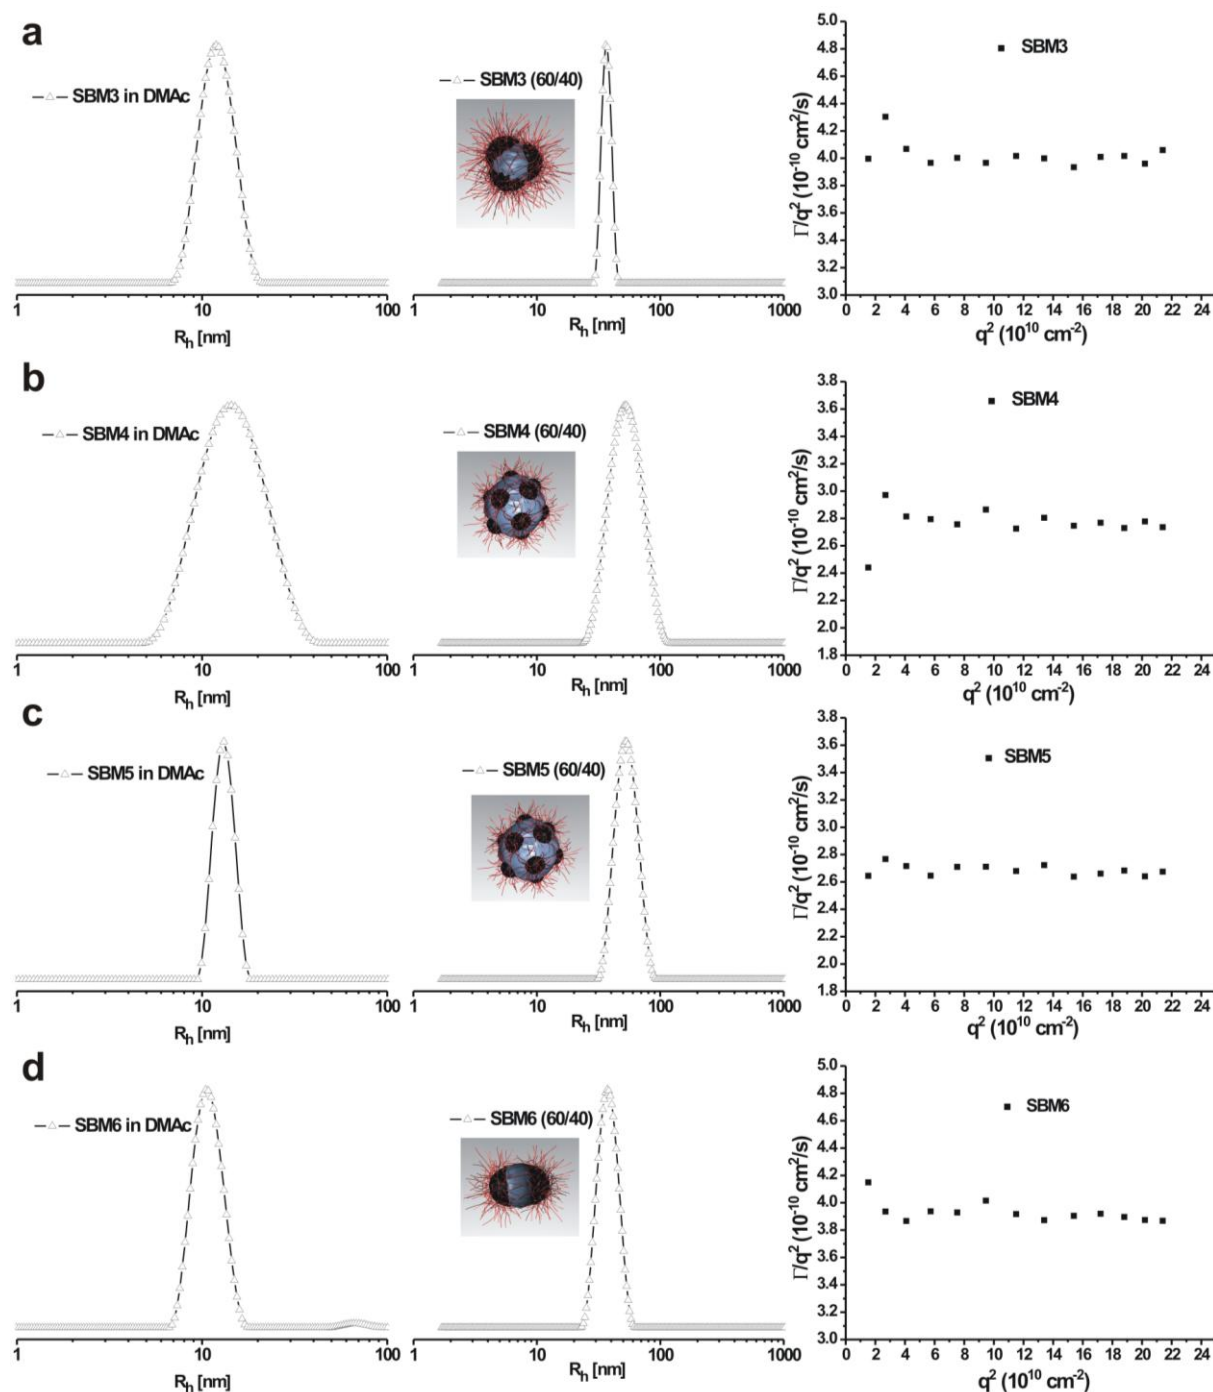 a
SBM3 in DMAc
1 10 100
R_h [nm]
SBM3 (60/40)
1 10 100 1000
R_h [nm]
SBM3
5.0
4.8
4.6
4.4
4.2
4.0
3.8
3.6
3.4
3.2
3.0
Γ/q² (10⁻¹⁰ cm²/s)
0 2 4 6 8 10 12 14 16 18 20 22 24
q² (10¹⁰ cm⁻²)
b
SBM4 in DMAc
1 10 100
R_h [nm]
SBM4 (60/40)
1 10 100 1000
R_h [nm]
SBM4
3.8
3.6
3.4
3.2
3.0
2.8
2.6
2.4
2.2
2.0
1.8
Γ/q² (10⁻¹⁰ cm²/s)
0 2 4 6 8 10 12 14 16 18 20 22 24
q² (10¹⁰ cm⁻²)
c
SBM5 in DMAc
1 10 100
R_h [nm]
SBM5 (60/40)
1 10 100 1000
R_h [nm]
SBM5
3.8
3.6
3.4
3.2
3.0
2.8
2.6
2.4
2.2
2.0
1.8
Γ/q² (10⁻¹⁰ cm²/s)
0 2 4 6 8 10 12 14 16 18 20 22 24
q² (10¹⁰ cm⁻²)
d
SBM6 in DMAc
1 10 100
R_h [nm]
SBM6 (60/40)
1 10 100 1000
R_h [nm]
SBM6
5.0
4.8
4.6
4.4
4.2
4.0
3.8
3.6
3.4
3.2
3.0
Γ/q² (10⁻¹⁰ cm²/s)
0 2 4 6 8 10 12 14 16 18 20 22 24
q² (10¹⁰ cm⁻²)